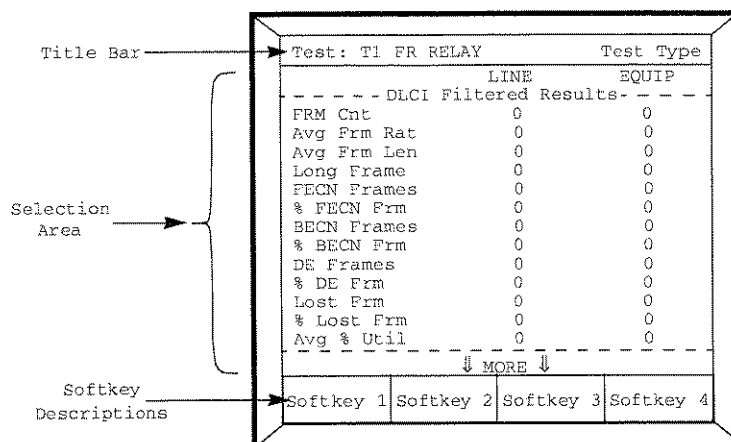 Title Bar
Test: T1 FR RELAY Test Type
LINE EQUIP
DLCI Filtered Results
FRM Cnt 0 0
Avg Frm Rat 0 0
Avg Frm Len 0 0
Long Frame 0 0
FECN Frames 0 0
% FECN Frm 0 0
BECN Frames 0 0
% BECN Frm 0 0
DE Frames 0 0
% DE Frm 0 0
Lost Frm 0 0
% Lost Frm 0 0
Avg % Util 0 0
⇓ MORE ⇓
Selection
Area
Softkey
Descriptions
Softkey 1 Softkey 2 Softkey 3 Softkey 4